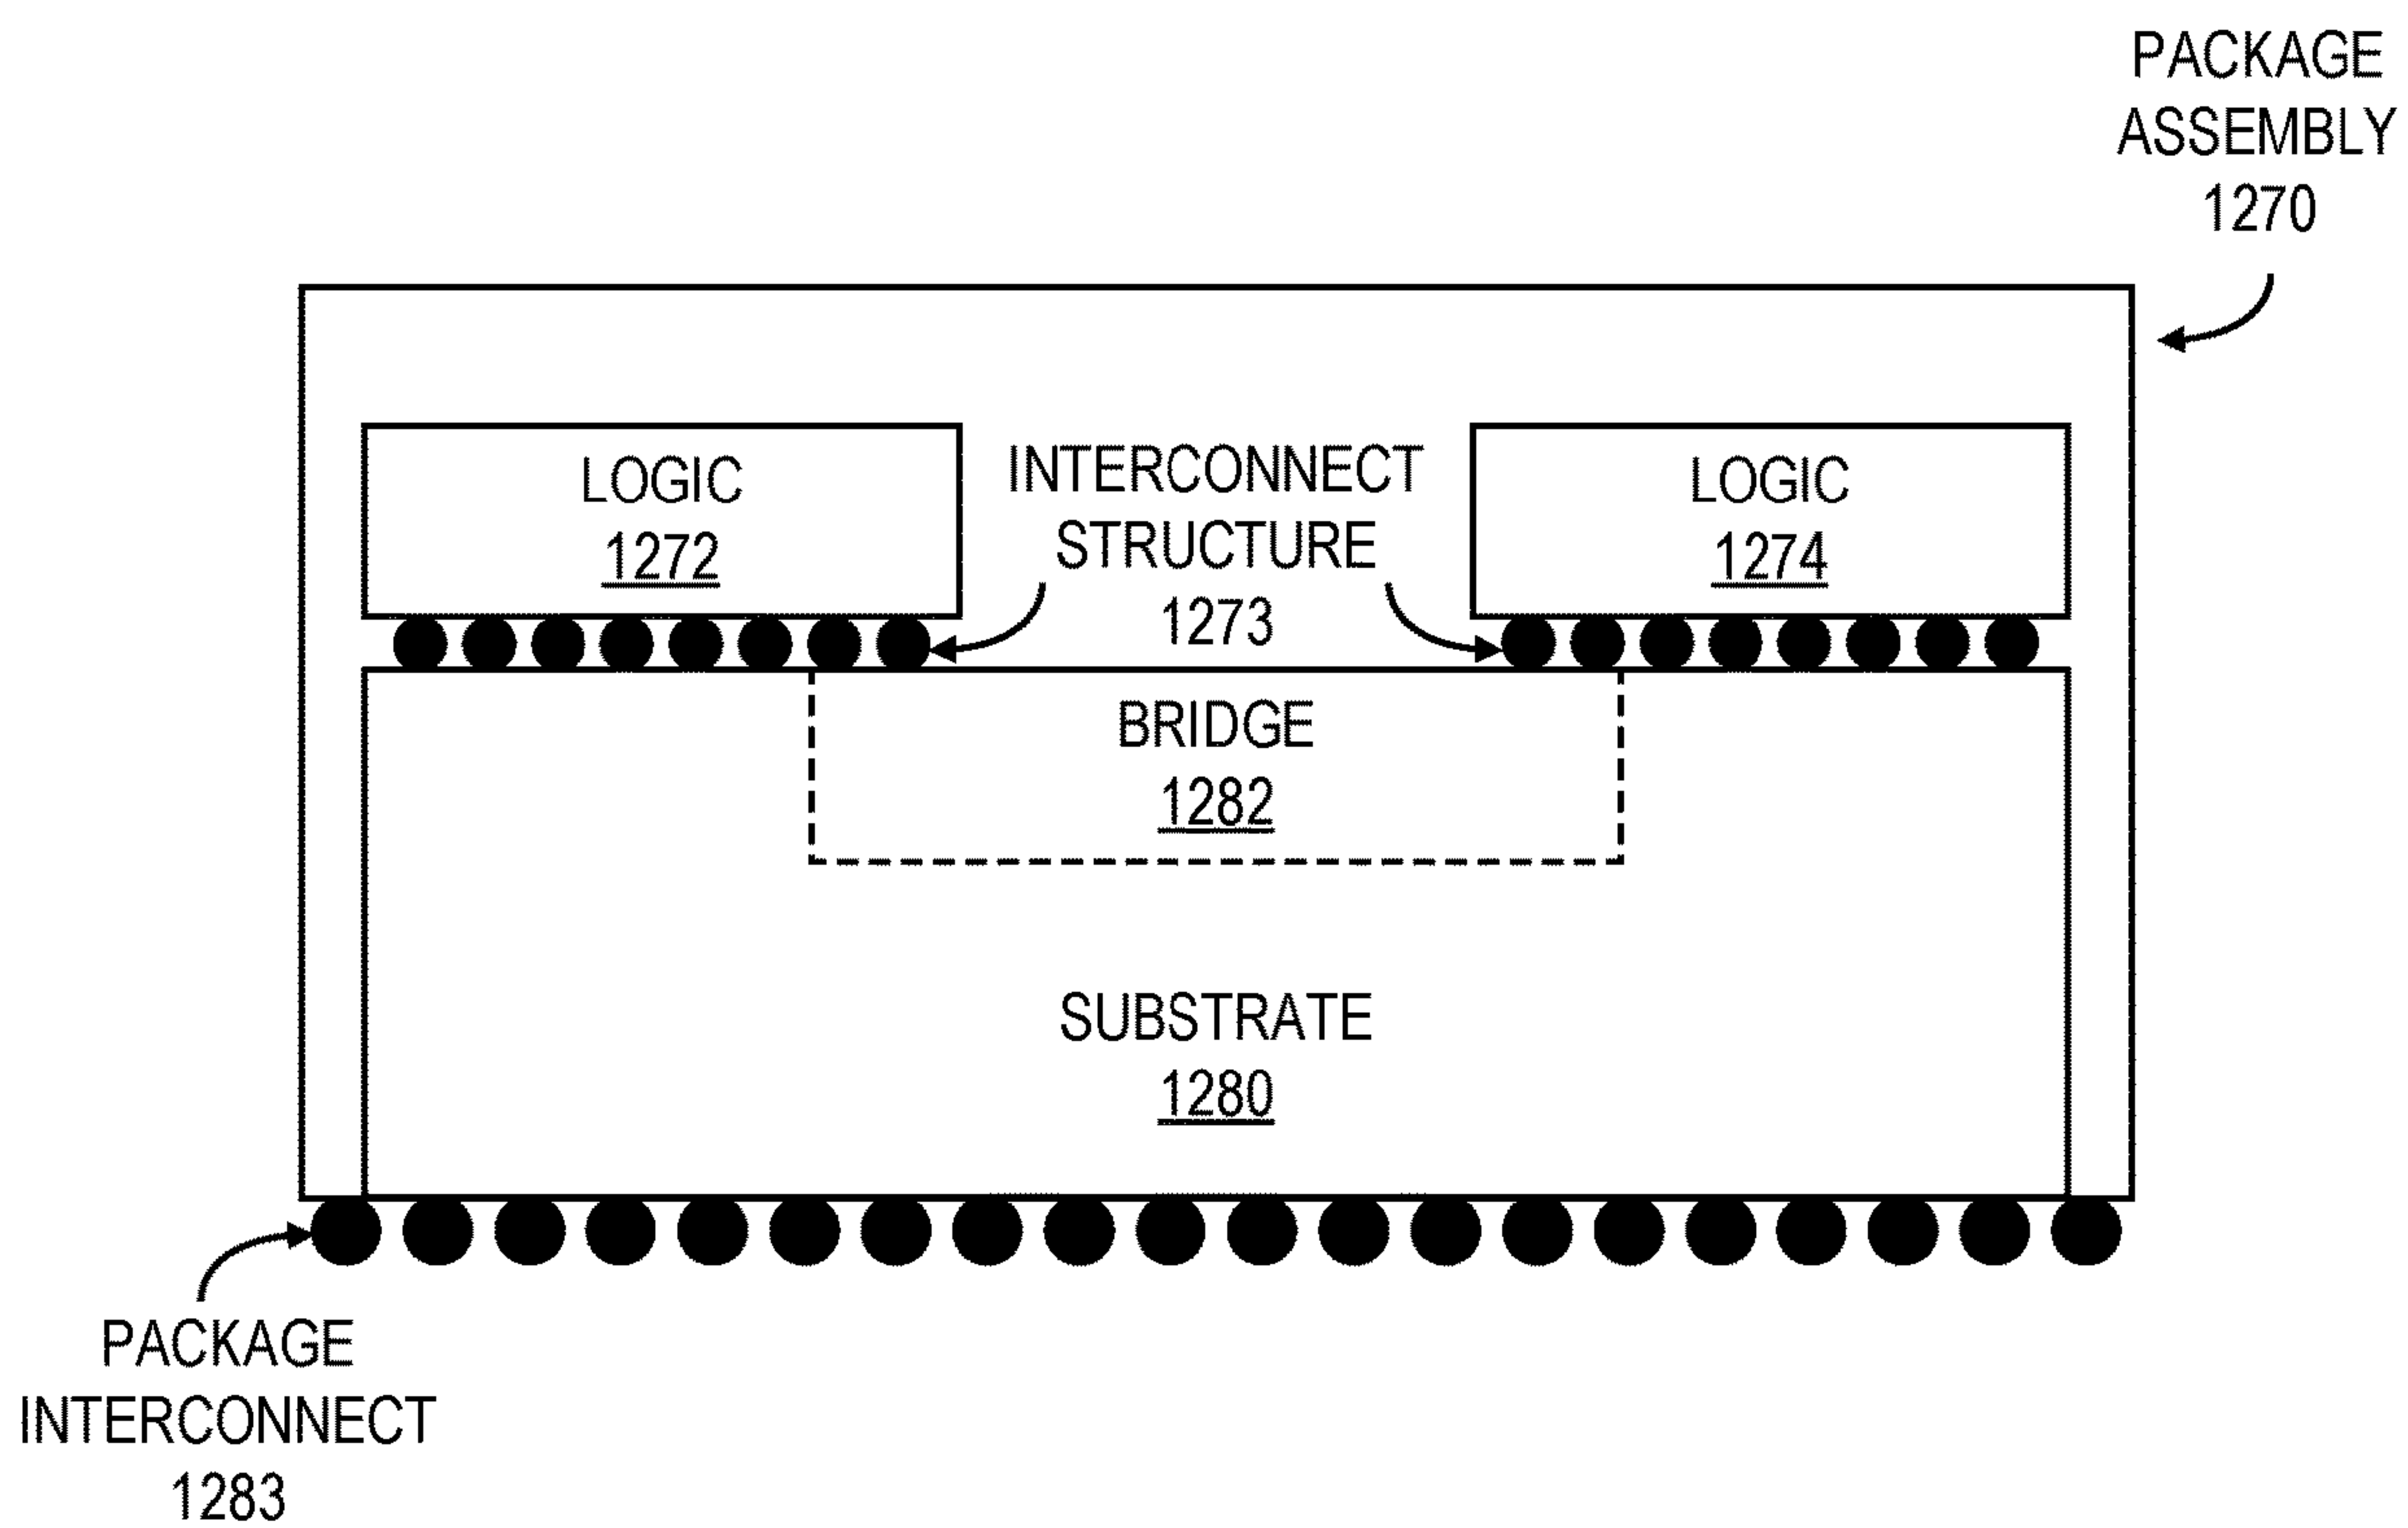 PACKAGE
ASSEMBLY
1270
LOGIC
1272
INTERCONNECT
STRUCTURE
1273
LOGIC
1274
BRIDGE
1282
SUBSTRATE
1280
PACKAGE
INTERCONNECT
1283